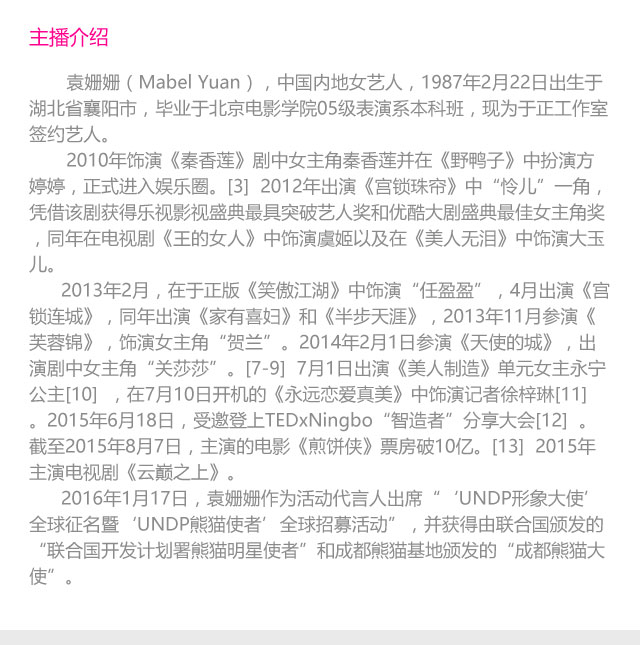 主播介绍
袁姗姗（Mabel Yuan），中国内地女艺人，1987年2月22日出生于
湖北省襄阳市，毕业于北京电影学院05级表演系本科班，现为于正工作室
签约艺人。
2010年饰演《秦香莲》剧中女主角秦香莲并在《野鸭子》中扮演方
婷婷，正式进入娱乐圈。[3] 2012年出演《宫锁珠帘》中“怜儿”一角，
凭借该剧获得乐视影视盛典最具突破艺人奖和优酷大剧盛典最佳女主角奖
，同年在电视剧《王的女人》中饰演虞姬以及在《美人无泪》中饰演大玉
儿。
2013年2月，在于正版《笑傲江湖》中饰演“任盈盈”，4月出演《宫
锁连城》，同年出演《家有喜妇》和《半步天涯》，2013年11月参演《
芙蓉锦》，饰演女主角“贺兰”。2014年2月1日参演《天使的城》，出
演剧中女主角“关莎莎”。[7-9] 7月1日出演《美人制造》单元女主永宁
公主[10] ，在7月10日开机的《永远恋爱真美》中饰演记者徐梓琳[11]
。2015年6月18日，受邀登上TEDxNingbo“智造者”分享大会[12] 。
截至2015年8月7日，主演的电影《煎饼侠》票房破10亿。[13] 2015年
主演电视剧《云巅之上》。
2016年1月17日，袁姗姗作为活动代言人出席“‘UNDP形象大使’
全球征名暨‘UNDP熊猫使者’全球招募活动”，并获得由联合国颁发的
“联合国开发计划署熊猫明星使者”和成都熊猫基地颁发的“成都熊猫大
使”。